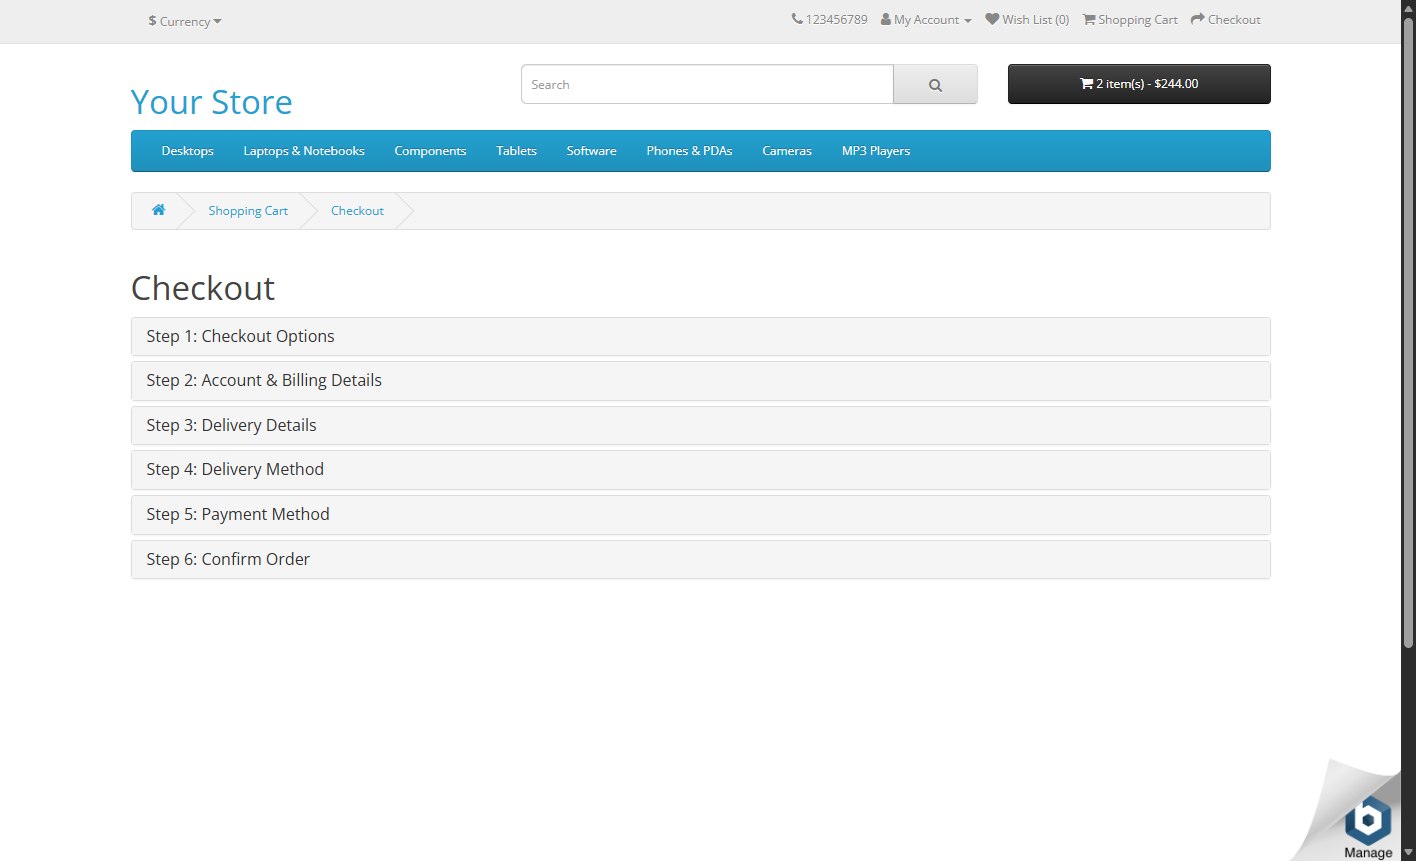 $ Currency
123456789 My Account Wish List (0) Shopping Cart Checkout
Your Store
Search
2 item(s) - $244.00
Desktops Laptops & Notebooks Components Tablets Software Phones & PDAs Cameras MP3 Players
Shopping Cart Checkout
Checkout
Step 1: Checkout Options
Step 2: Account & Billing Details
Step 3: Delivery Details
Step 4: Delivery Method
Step 5: Payment Method
Step 6: Confirm Order
Manage